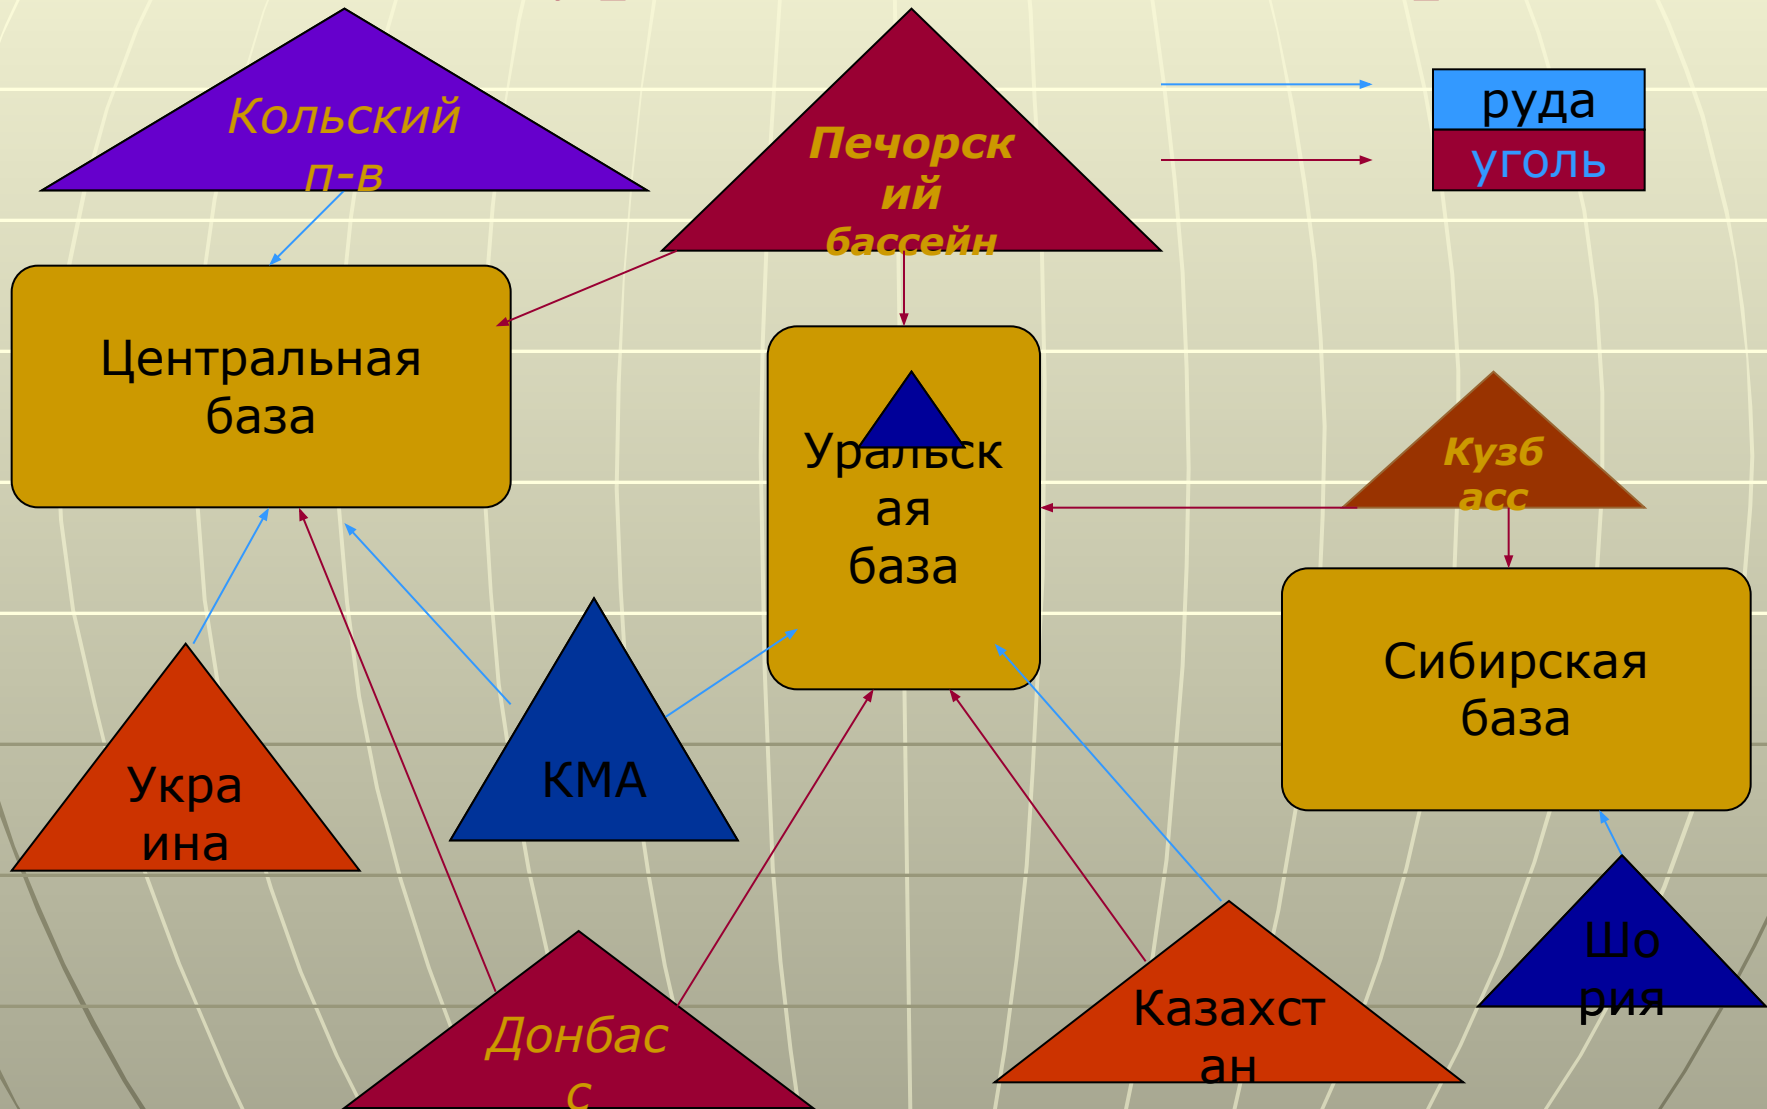 Кольский
п-в
Печорск
ий
бассейн
руда
уголь
Центральная
база
Уральск
ая
база
Кузб
асс
Сибирская
база
Укра
ина
КМА
Шо
рия
Казахст
ан
Донбас
с